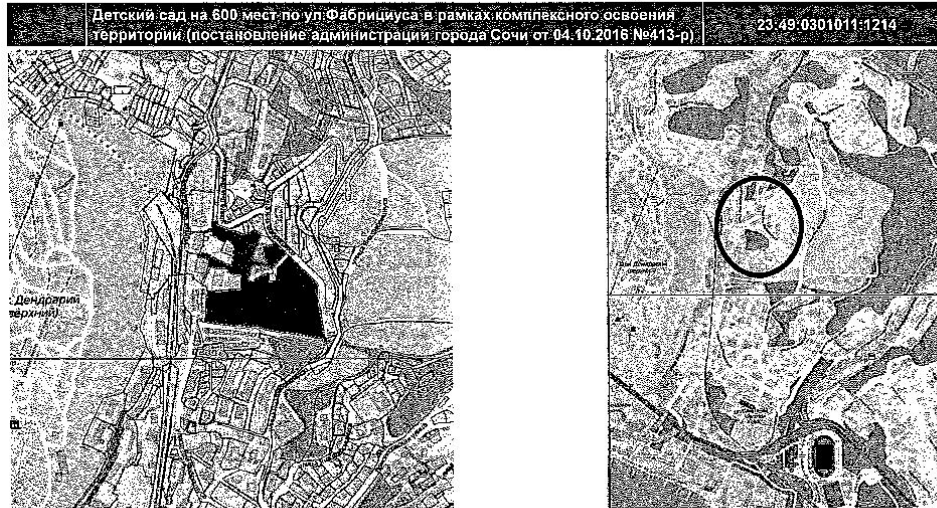 Детский сад на 600 мест по ул.Фабрициуса в рамках комплексного освоения
территории (постановление администрации города Сочи от 04.10.2016 №413-р)
23:49:0301011:1214
Дендрарий